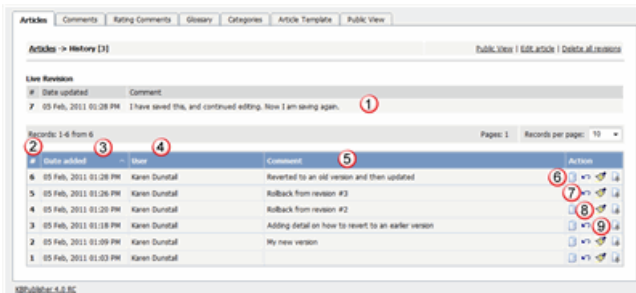 Articles Comments Rating Comments Glossary Categories Article Template Public View
Articles -> History [3] Public View | Edit article | Delete all revisions
Live Revision
# Date updated Comment
7 05 Feb, 2011 01:28 PM I have saved this, and continued editing. Now I am saving again. 1
Records: 1-6 from 6 Pages: 1 Records per page: 10
2 3 4 5
# Date added User Comment Action
6 05 Feb, 2011 01:28 PM Karen Dunstall Reverted to an old version and then updated 6
5 05 Feb, 2011 01:26 PM Karen Dunstall Rollback from revision #3 7
4 05 Feb, 2011 01:20 PM Karen Dunstall Rollback from revision #2 8
3 05 Feb, 2011 01:18 PM Karen Dunstall Adding detail on how to revert to an earlier version 9
2 05 Feb, 2011 01:09 PM Karen Dunstall My new version
1 05 Feb, 2011 01:03 PM Karen Dunstall
KBPublisher 4.0 RC